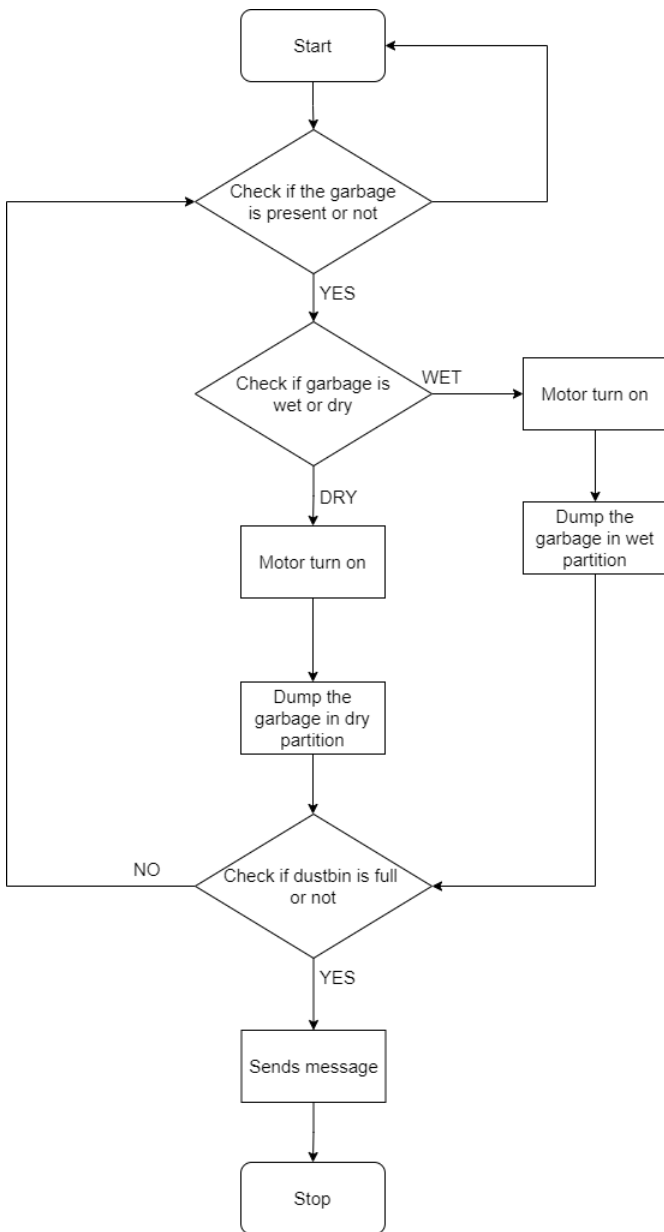 Start
Check if the garbage
is present or not
YES
Check if garbage is
wet or dry
WET
Motor turn on
DRY
Dump the
garbage in wet
partition
Motor turn on
Dump the
garbage in dry
partition
NO
Check if dustbin is full
or not
YES
Sends message
Stop